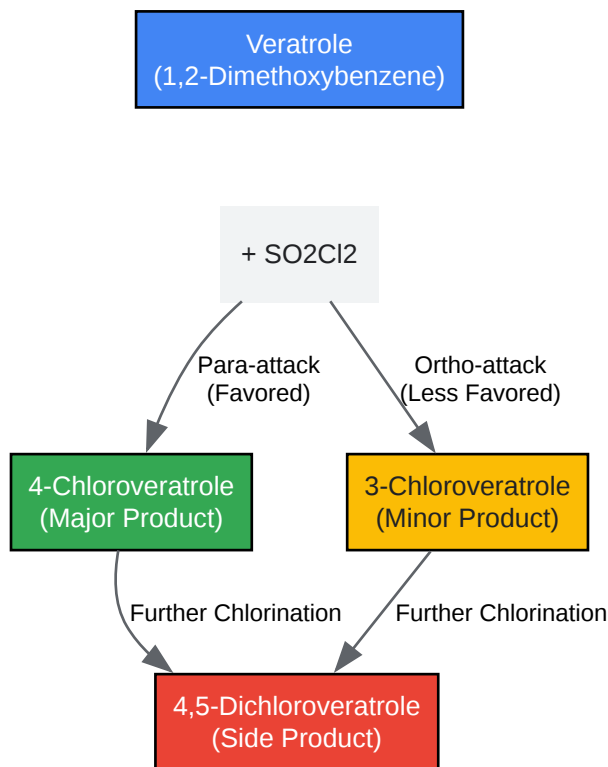 Veratrole
(1,2-Dimethoxybenzene)
+ SO2Cl2
Para-attack
(Favored)
Ortho-attack
(Less Favored)
4-Chloroveratrole
(Major Product)
3-Chloroveratrole
(Minor Product)
Further Chlorination
Further Chlorination
4,5-Dichloroveratrole
(Side Product)